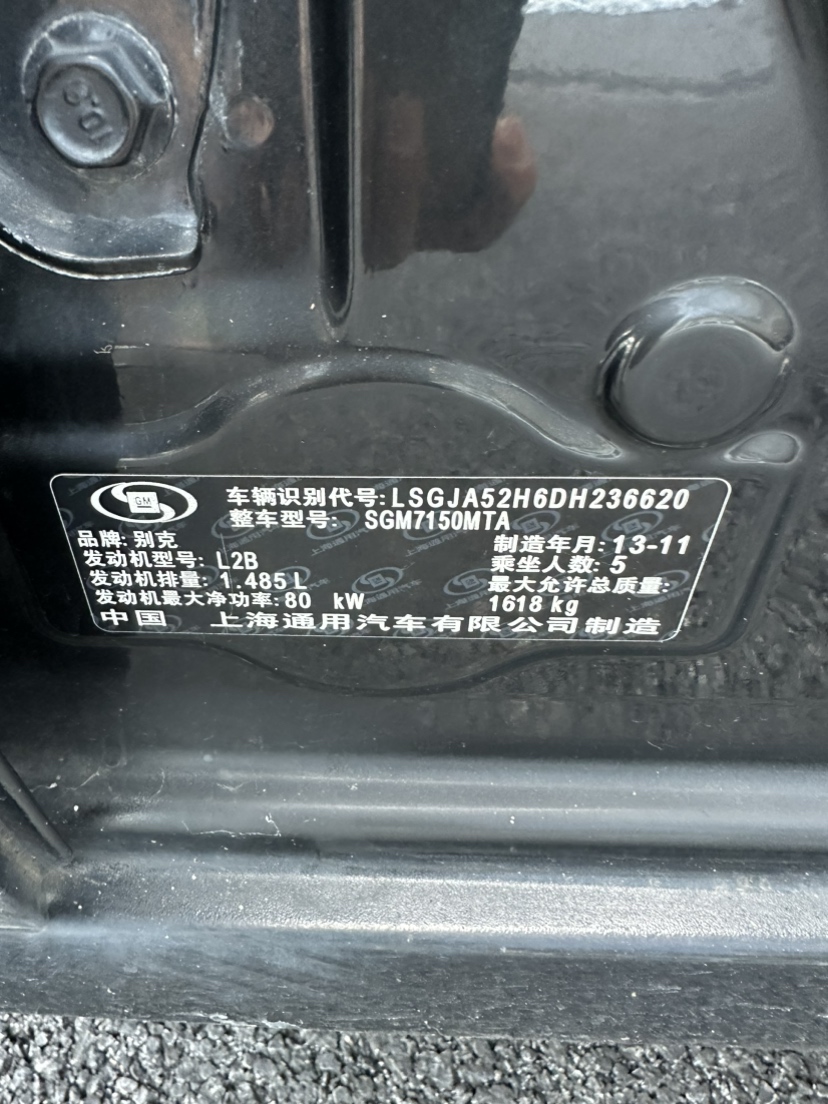 10.9
GM
车辆识别代号:LSGJA52H6DH236620
整车型号: SGM7150MTA
品牌: 别克
制造年月: 13-11
发动机型号: L2B
乘坐人数: 5
发动机排量: 1.485 L
最大允许总质量:
发动机最大净功率: 80 kW
1618 kg
中国 上海通用汽车有限公司制造